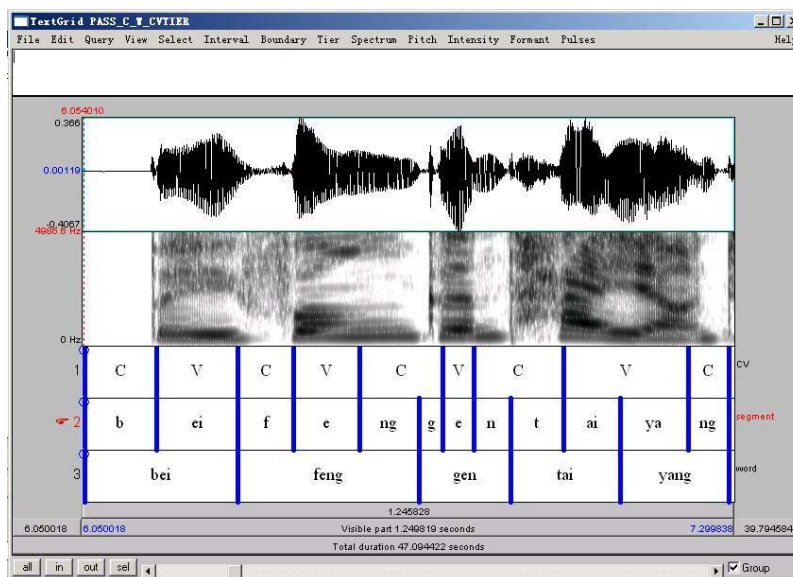 TextGrid PASS_C_W_CVTIER
File Edit Query View Select Interval Boundary Tier Spectrum Pitch Intensity Formant Pulses Help
6.054010
0.366
0.00119
-0.4067
4986.6 Hz
0 Hz
1 C V C V C V C V C CV
2 b ei f e ng g e n t ai ya ng segment
3 bei feng gen tai yang word
1.245828
6.050018 6.050018 Visible part 1.249819 seconds 7.299838 39.794584
Total duration 47.094422 seconds
all in out sel Group